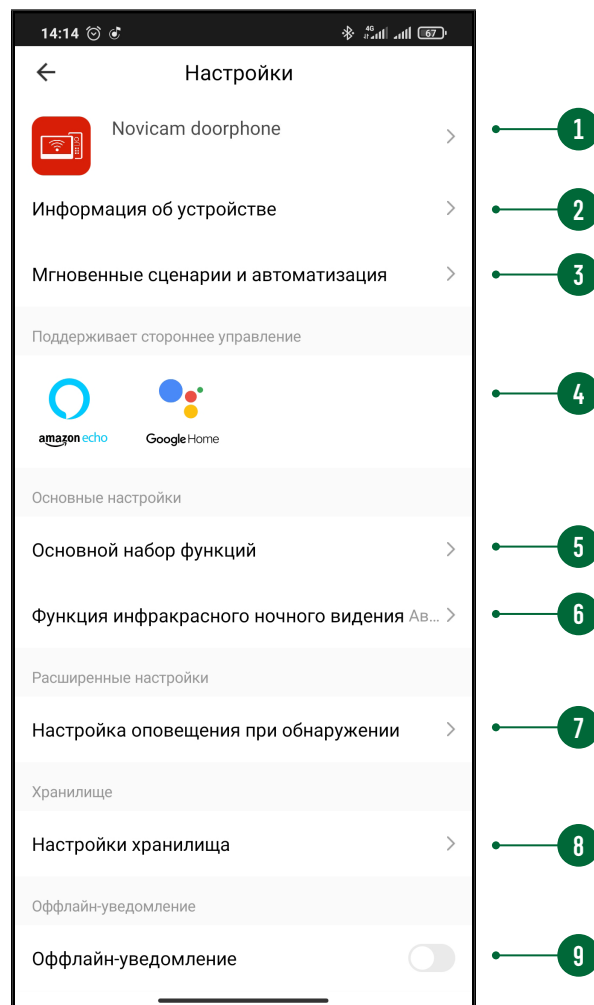 14:14 4G 67
Настройки
Novicam doorphone 1
Информация об устройстве 2
Мгновенные сценарии и автоматизация 3
Поддерживает стороннее управление
4
amazon echo Google Home
Основные настройки
Основной набор функций 5
Функция инфракрасного ночного видения Ав... 6
Расширенные настройки
Настройка оповещения при обнаружении 7
Хранилище
Настройки хранилища 8
Оффлайн-уведомление
Оффлайн-уведомление 9